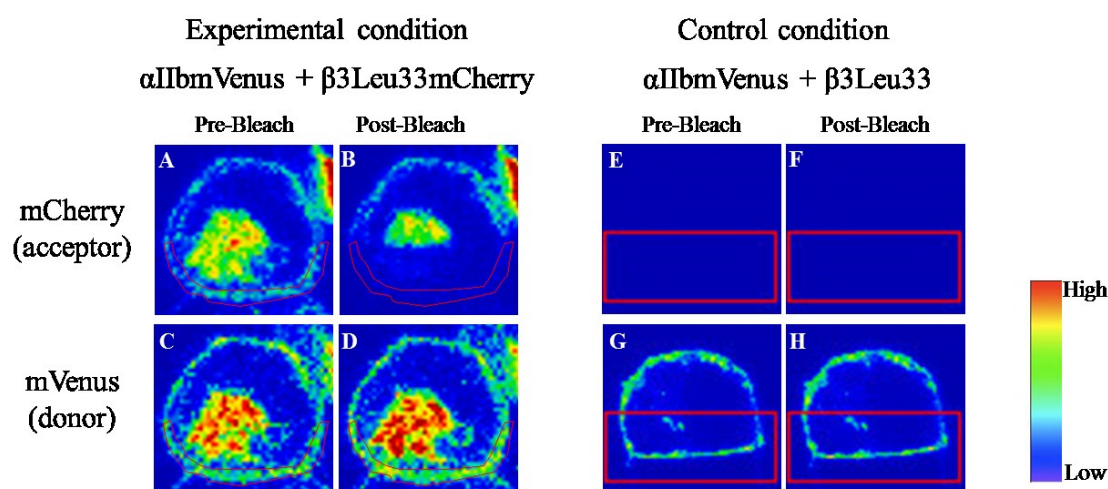 Experimental condition
Control condition
αIIbmVenus + β3Leu33mCherry
αIIbmVenus + β3Leu33
Pre-Bleach
Post-Bleach
Pre-Bleach
Post-Bleach
A
B
E
F
mCherry
(acceptor)
High
C
D
G
H
mVenus
(donor)
Low